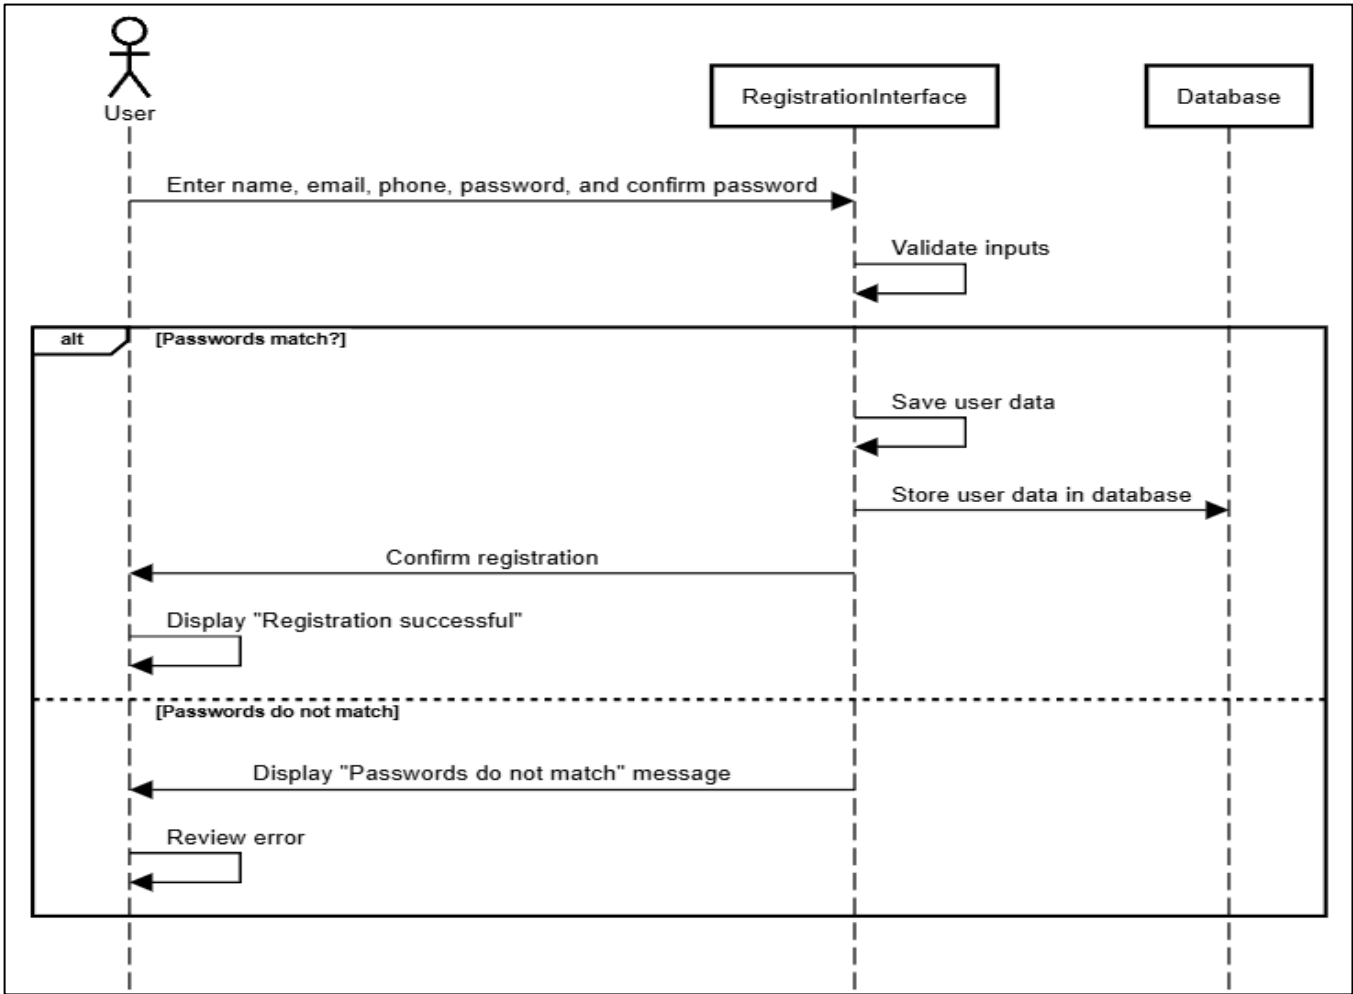 User
RegistrationInterface
Database
Enter name, email, phone, password, and confirm password
Validate inputs
alt
[Passwords match?]
Save user data
Store user data in database
Confirm registration
Display "Registration successful"
[Passwords do not match]
Display "Passwords do not match" message
Review error